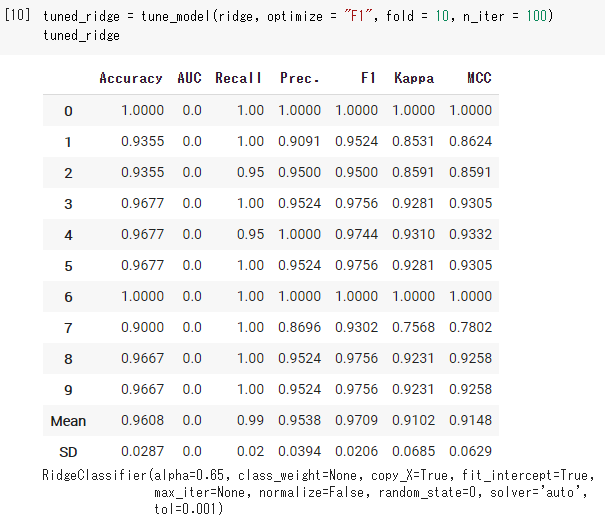 [10] tuned_ridge = tune_model(ridge, optimize = "F1", fold = 10, n_iter = 100)
tuned_ridge
Accuracy AUC Recall Prec. F1 Kappa MCC
0 1.0000 0.0 1.00 1.0000 1.0000 1.0000 1.0000
1 0.9355 0.0 1.00 0.9091 0.9524 0.8531 0.8624
2 0.9355 0.0 0.95 0.9500 0.9500 0.8591 0.8591
3 0.9677 0.0 1.00 0.9524 0.9756 0.9281 0.9305
4 0.9677 0.0 0.95 1.0000 0.9744 0.9310 0.9332
5 0.9677 0.0 1.00 0.9524 0.9756 0.9281 0.9305
6 1.0000 0.0 1.00 1.0000 1.0000 1.0000 1.0000
7 0.9000 0.0 1.00 0.8696 0.9302 0.7568 0.7802
8 0.9667 0.0 1.00 0.9524 0.9756 0.9231 0.9258
9 0.9667 0.0 1.00 0.9524 0.9756 0.9231 0.9258
Mean 0.9608 0.0 0.99 0.9538 0.9709 0.9102 0.9148
SD 0.0287 0.0 0.02 0.0394 0.0206 0.0685 0.0629
RidgeClassifier(alpha=0.65, class_weight=None, copy_X=True, fit_intercept=True,
max_iter=None, normalize=False, random_state=0, solver='auto',
tol=0.001)